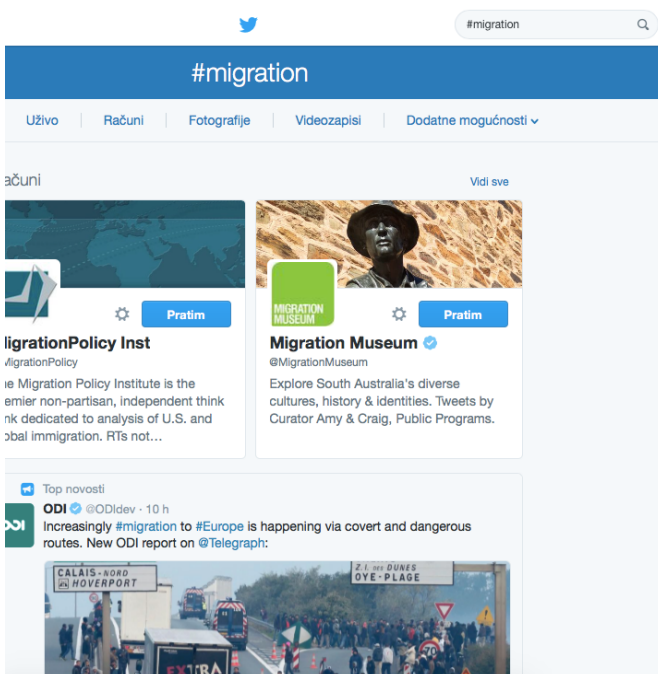 #migration
#migration
Uživo
Računi
Fotografije
Videozapisi
Dodatne mogućnosti
ačuni
Vidi sve
Pratim
igrationPolicy Inst
MigrationPolicy
e Migration Policy Institute is the
emier non-partisan, independent think
nk dedicated to analysis of U.S. and
obal immigration. RTs not...
MIGRATION
MUSEUM
Pratim
Migration Museum
@MigrationMuseum
Explore South Australia's diverse
cultures, history & identities. Tweets by
Curator Amy & Craig, Public Programs.
Top novosti
ODI @ODIdev · 10 h
Increasingly #migration to #Europe is happening via covert and dangerous
routes. New ODI report on @Telegraph:
CALAIS-NORD
HOVERPORT
Z.I. DES DUNES
OYE-PLAGE
EXTRA
70